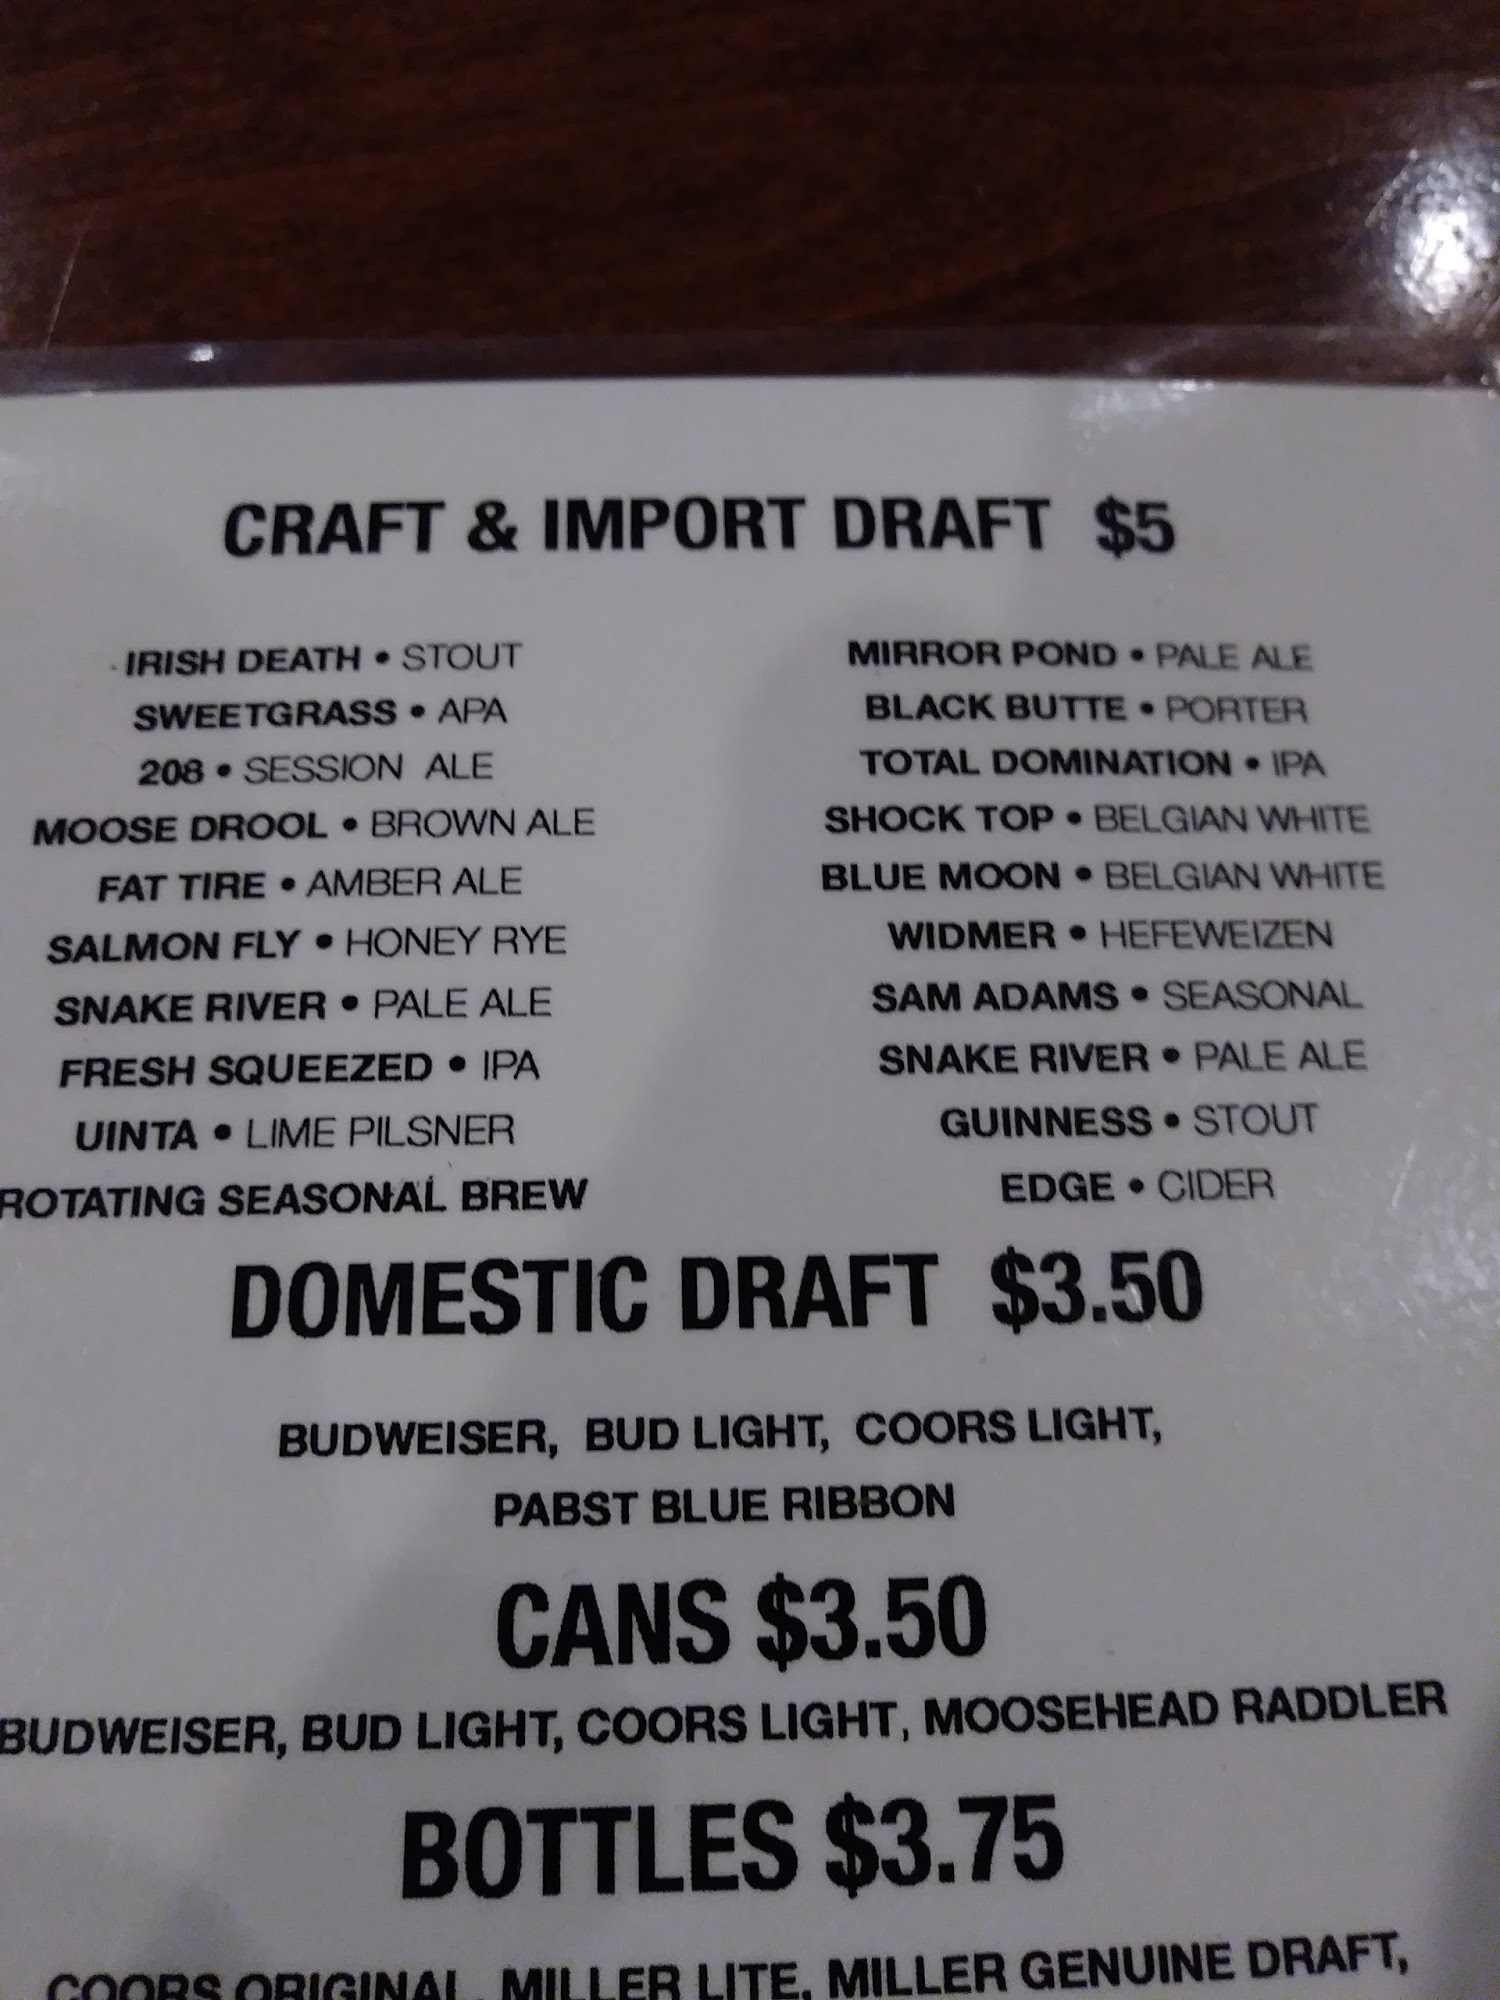 CRAFT & IMPORT DRAFT $5
IRISH DEATH • STOUT
SWEETGRASS • APA
208 • SESSION ALE
MOOSE DROOL • BROWN ALE
FAT TIRE • AMBER ALE
SALMON FLY • HONEY RYE
SNAKE RIVER • PALE ALE
FRESH SQUEEZED • IPA
UINTA • LIME PILSNER
ROTATING SEASONAL BREW
MIRROR POND • PALE ALE
BLACK BUTTE • PORTER
TOTAL DOMINATION • IPA
SHOCK TOP • BELGIAN WHITE
BLUE MOON • BELGIAN WHITE
WIDMER • HEFEWEIZEN
SAM ADAMS • SEASONAL
SNAKE RIVER • PALE ALE
GUINNESS • STOUT
EDGE • CIDER
DOMESTIC DRAFT $3.50
BUDWEISER, BUD LIGHT, COORS LIGHT,
PABST BLUE RIBBON
CANS $3.50
BUDWEISER, BUD LIGHT, COORS LIGHT, MOOSEHEAD RADDLER
BOTTLES $3.75
COORS ORIGINAL, MILLER LITE, MILLER GENUINE DRAFT,